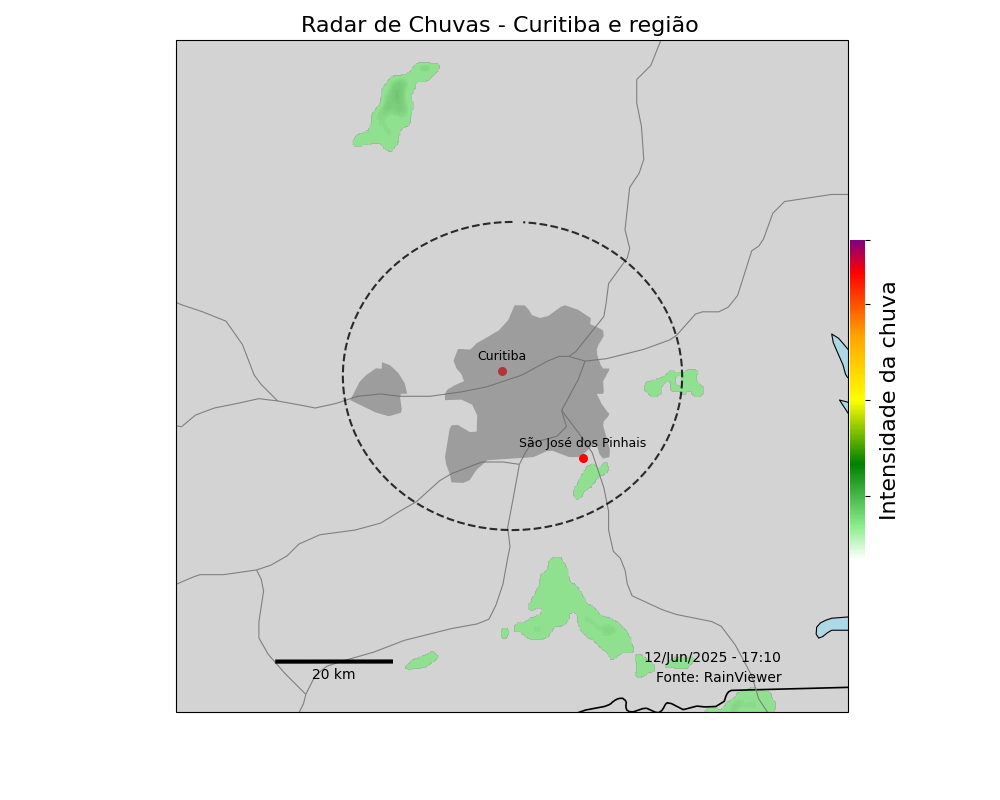 Radar de Chuvas - Curitiba e região
Curitiba
São José dos Pinhais
Intensidade da chuva
12/Jun/2025 - 17:10
Fonte: RainViewer
20 km